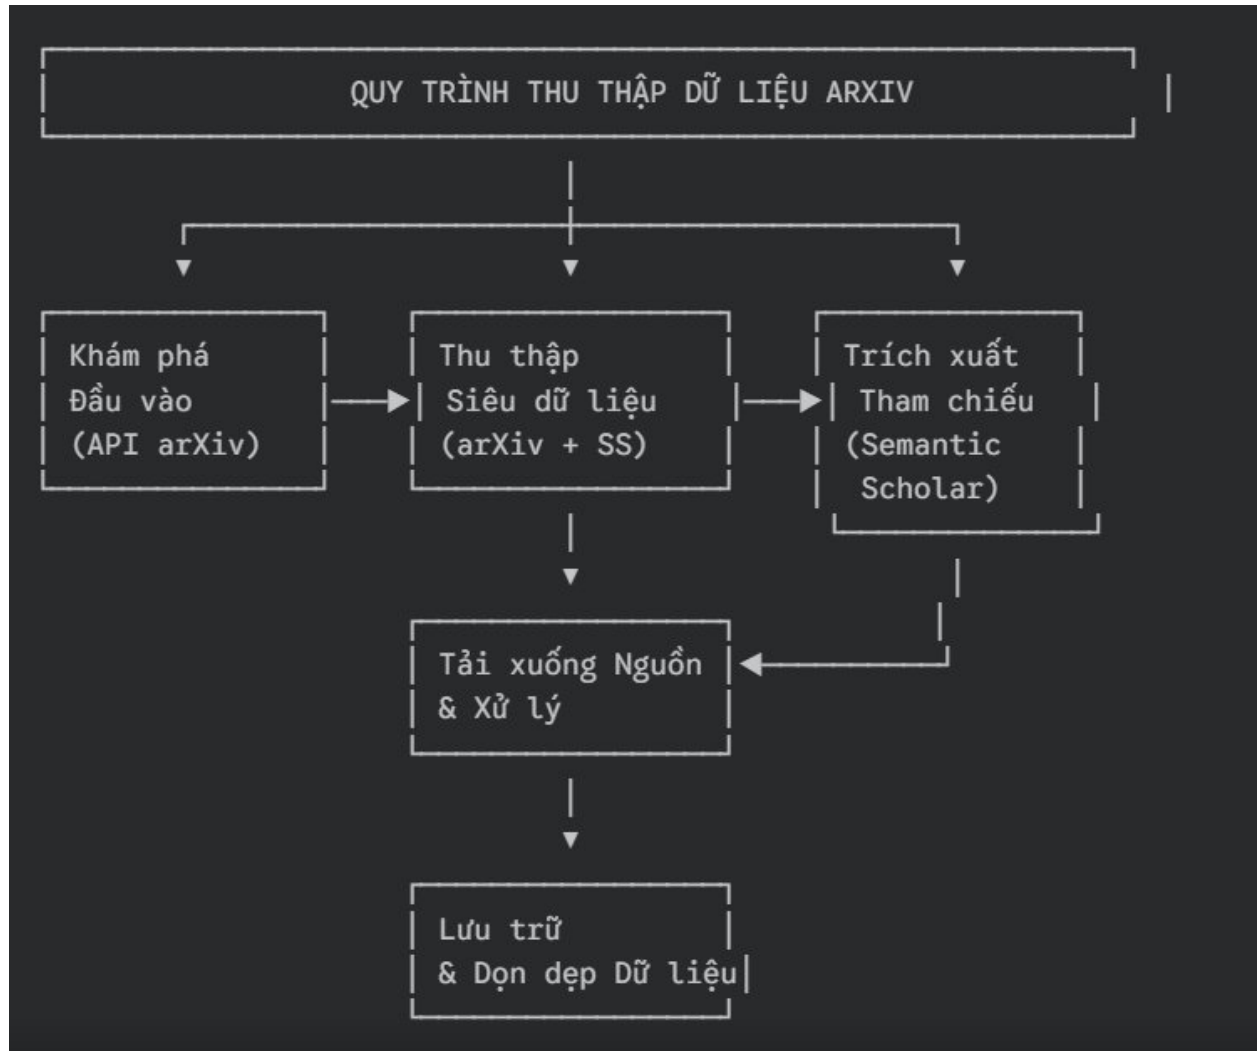 QUY TRÌNH THU THẬP DỮ LIỆU ARXIV
Khám phá
Đầu vào
(API arXiv)
Thu thập
Siêu dữ liệu
(arXiv + SS)
Trích xuất
Tham chiếu
(Semantic
Scholar)
Tải xuống Nguồn
& Xử lý
Lưu trữ
& Dọn dẹp Dữ liệu